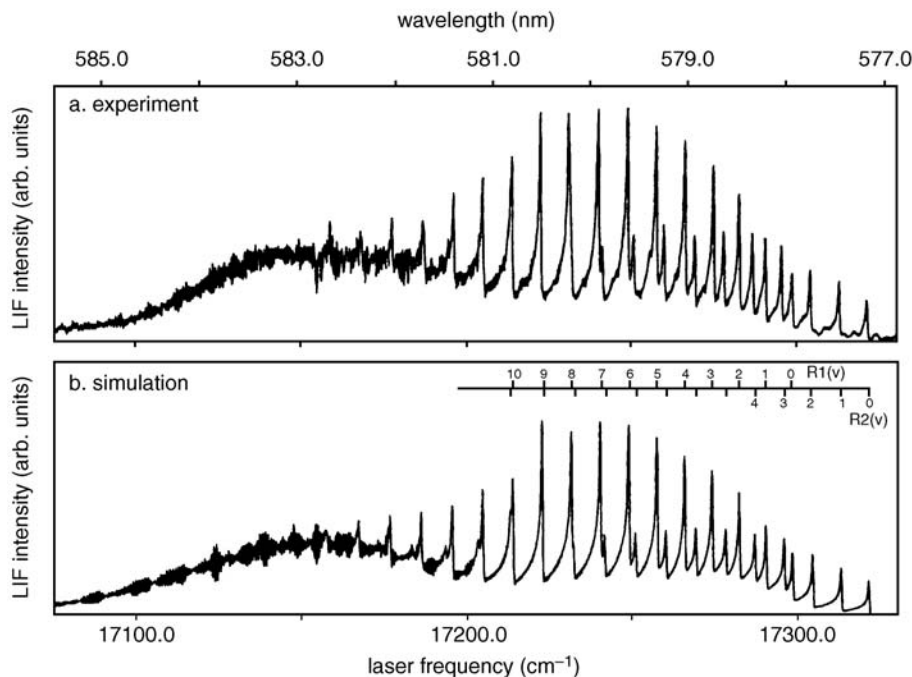 wavelength (nm)
585.0 583.0 581.0 579.0 577.0
a. experiment
LIF intensity (arb. units)
b. simulation
10 9 8 7 6 5 4 3 2 1 0 R1(v)
4 3 2 1 0
R2(v)
LIF intensity (arb. units)
17100.0 17200.0 17300.0
laser frequency (cm⁻¹)